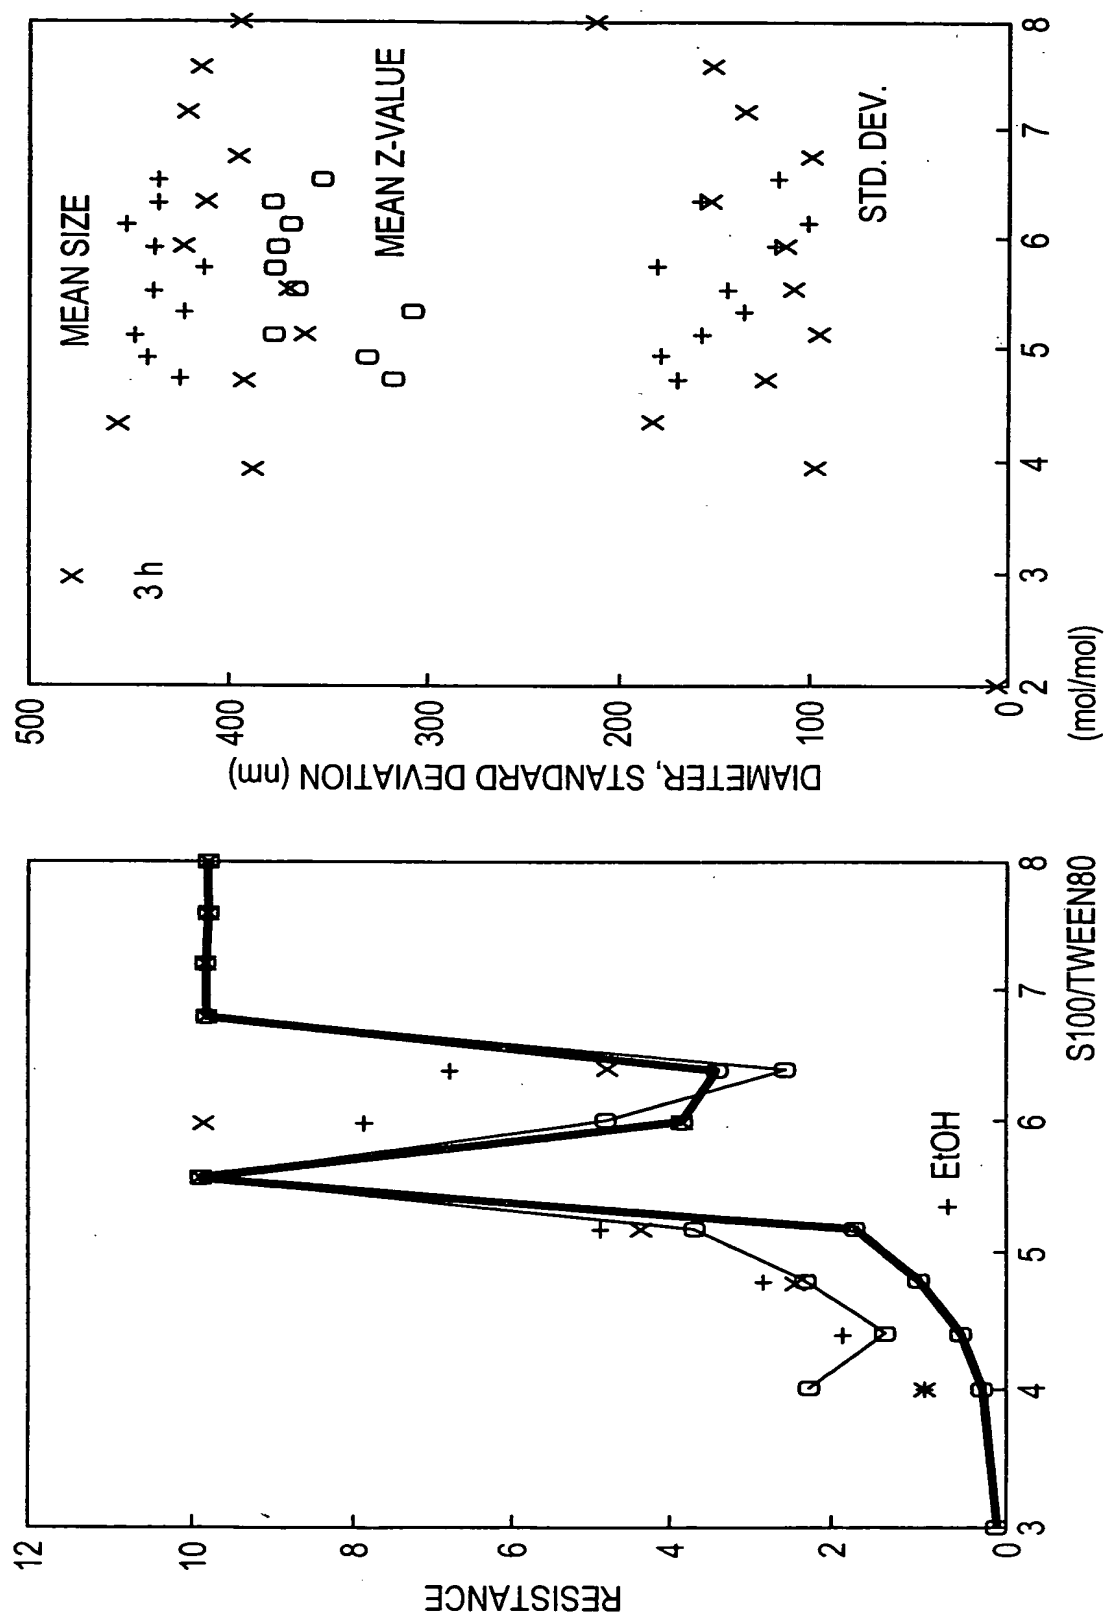 RESISTANCE
12
10
8
6
4
2
0
3
4
5
6
7
8
+ EtOH
S100/TWEEN80
(mol/mol)
DIAMETER, STANDARD DEVIATION (nm)
500
400
300
200
100
0
2
3
4
5
6
7
8
MEAN SIZE
3 h
MEAN Z-VALUE
STD. DEV.